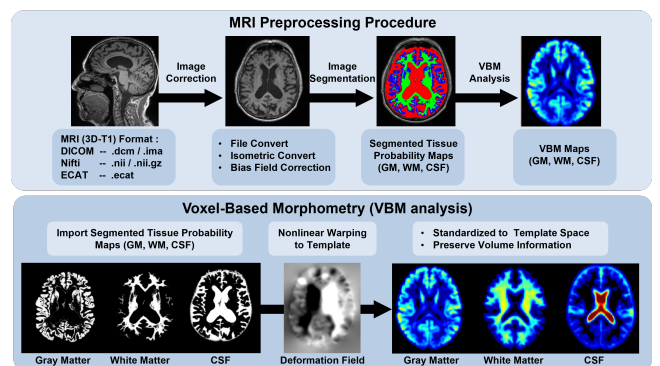 MRI Preprocessing Procedure
Image
Correction
Image
Segmentation
VBM
Analysis
MRI (3D-T1) Format :
DICOM -- .dcm / .ima
Nifti -- .nii / .nii.gz
ECAT -- .ecat
• File Convert
• Isometric Convert
• Bias Field Correction
Segmented Tissue
Probability Maps
(GM, WM, CSF)
VBM Maps
(GM, WM, CSF)
Voxel-Based Morphometry (VBM analysis)
Import Segmented Tissue Probability
Maps (GM, WM, CSF)
Nonlinear Warping
to Template
• Standardized to Template Space
• Preserve Volume Information
Gray Matter
White Matter
CSF
Deformation Field
Gray Matter
White Matter
CSF